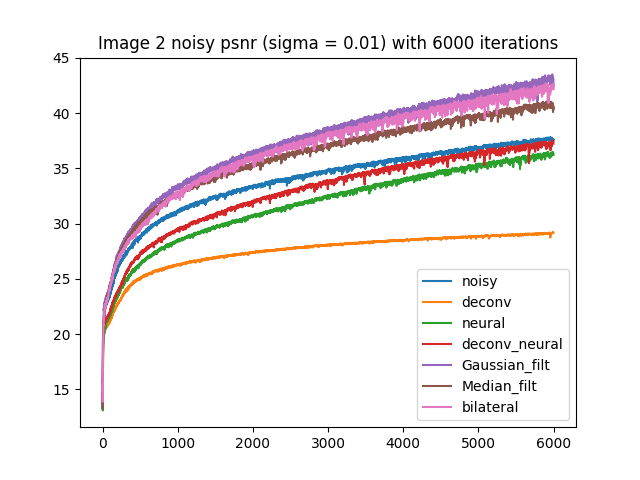 Image 2 noisy psnr (sigma = 0.01) with 6000 iterations
45
40
35
30
25
20
15
0 1000 2000 3000 4000 5000 6000
noisy
deconv
neural
deconv_neural
Gaussian_filt
Median_filt
bilateral